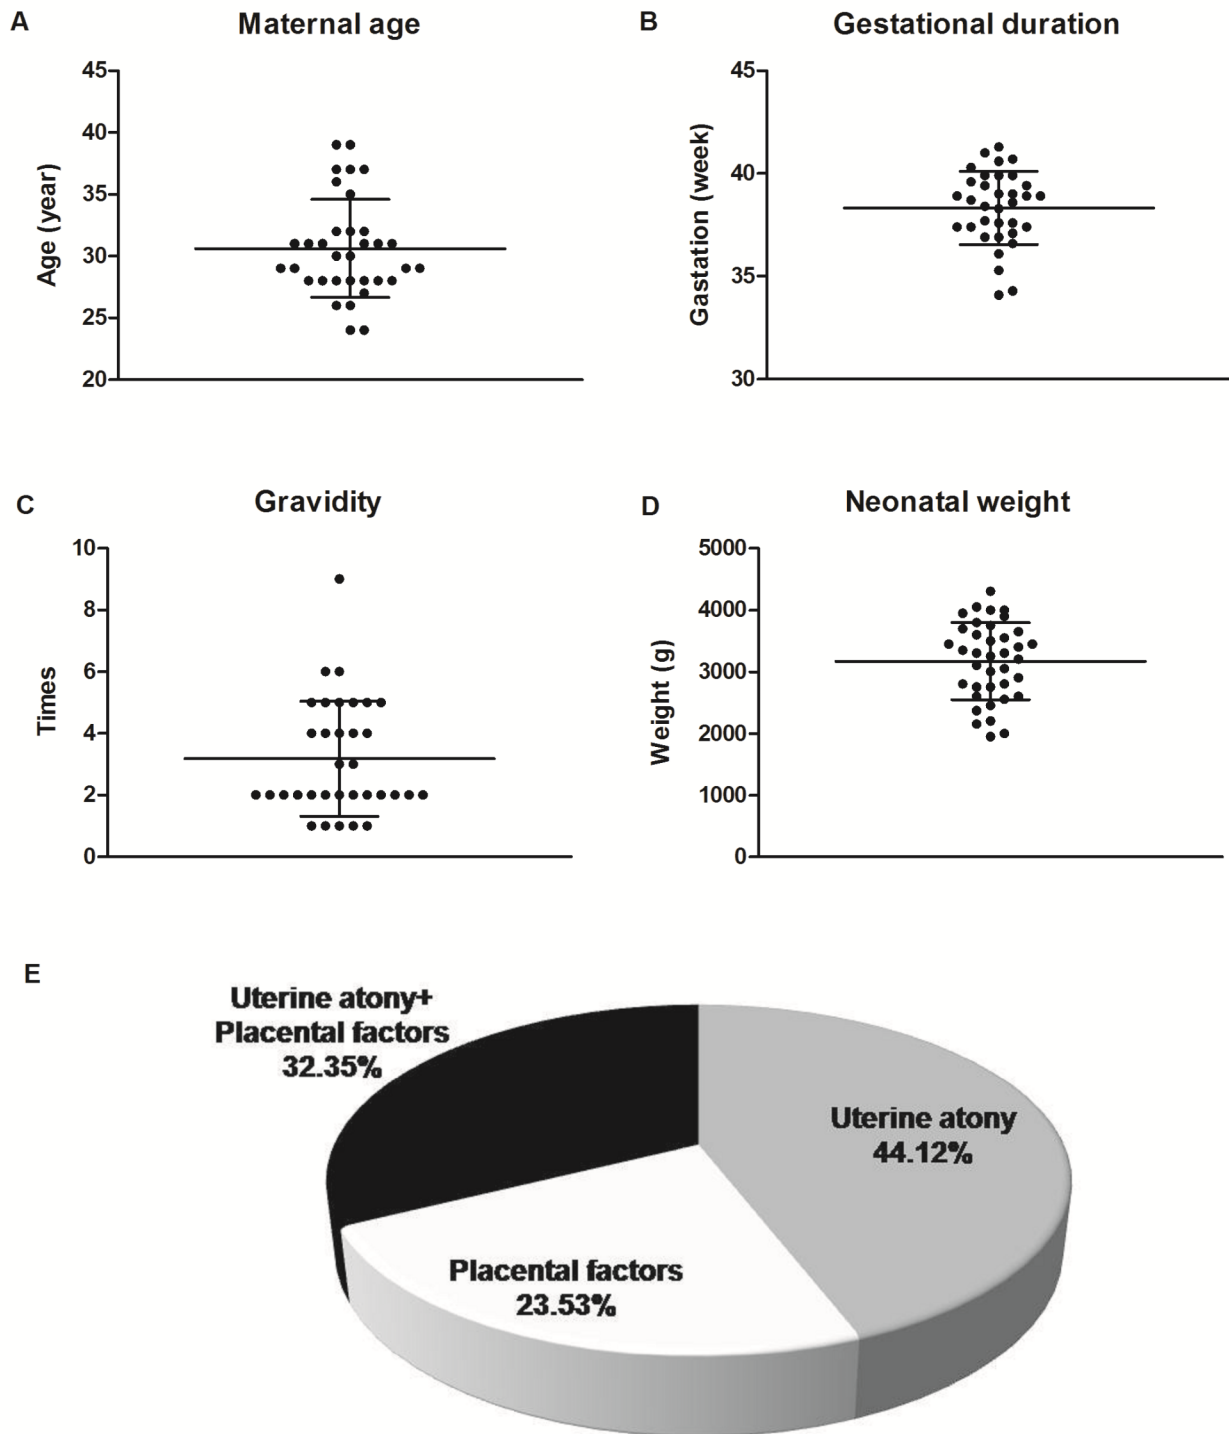 A
Maternal age
Age (year)
45
40
35
30
25
20
B
Gestational duration
Gastation (week)
45
40
35
30
C
Gravidity
Times
10
8
6
4
2
0
D
Neonatal weight
Weight (g)
5000
4000
3000
2000
1000
0
E
Uterine atony+
Placental factors
32.35%
Uterine atony
44.12%
Placental factors
23.53%